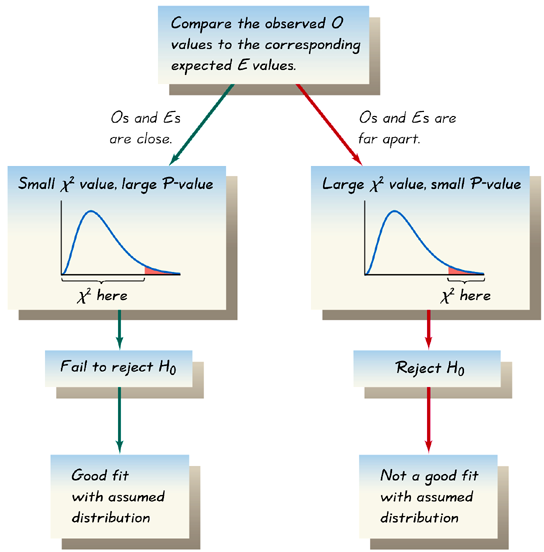 Compare the observed O
values to the corresponding
expected E values.
Os and Es
are close.
Os and Es are
far apart.
Small χ² value, large P-value
χ² here
Large χ² value, small P-value
χ² here
Fail to reject H₀
Reject H₀
Good fit
with assumed
distribution
Not a good fit
with assumed
distribution